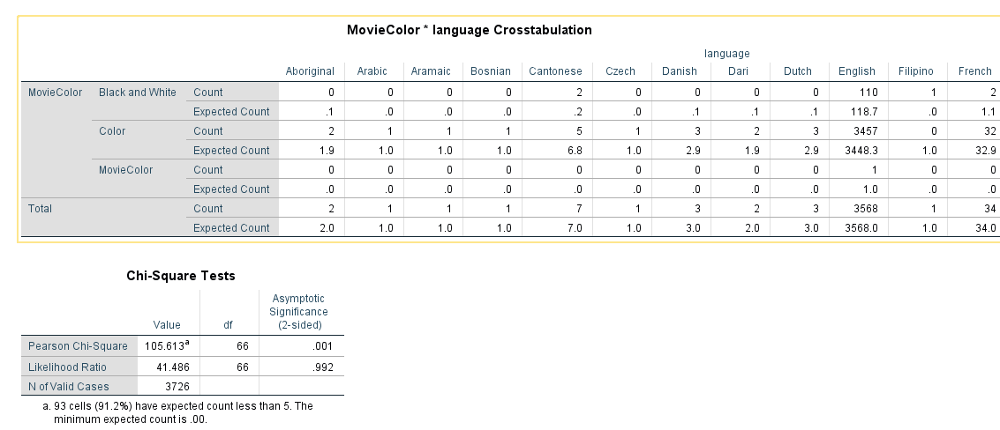 MovieColor * language Crosstabulation
language
Aboriginal Arabic Aramaic Bosnian Cantonese Czech Danish Dari Dutch English Filipino French
MovieColor Black and White Count 0 0 0 0 2 0 0 0 0 110 1 2
Expected Count .1 .0 .0 .0 .2 .0 .1 .1 .1 118.7 .0 1.1
Color Count 2 1 1 1 5 1 3 2 3 3457 0 32
Expected Count 1.9 1.0 1.0 1.0 6.8 1.0 2.9 1.9 2.9 3448.3 1.0 32.9
MovieColor Count 0 0 0 0 0 0 0 0 0 1 0 0
Expected Count .0 .0 .0 .0 .0 .0 .0 .0 .0 1.0 .0 .0
Total Count 2 1 1 1 7 1 3 2 3 3568 1 34
Expected Count 2.0 1.0 1.0 1.0 7.0 1.0 3.0 2.0 3.0 3568.0 1.0 34.0
Chi-Square Tests
Asymptotic
Significance
Value df (2-sided)
Pearson Chi-Square 105.613a 66 .001
Likelihood Ratio 41.486 66 .992
N of Valid Cases 3726
a. 93 cells (91.2%) have expected count less than 5. The
minimum expected count is .00.